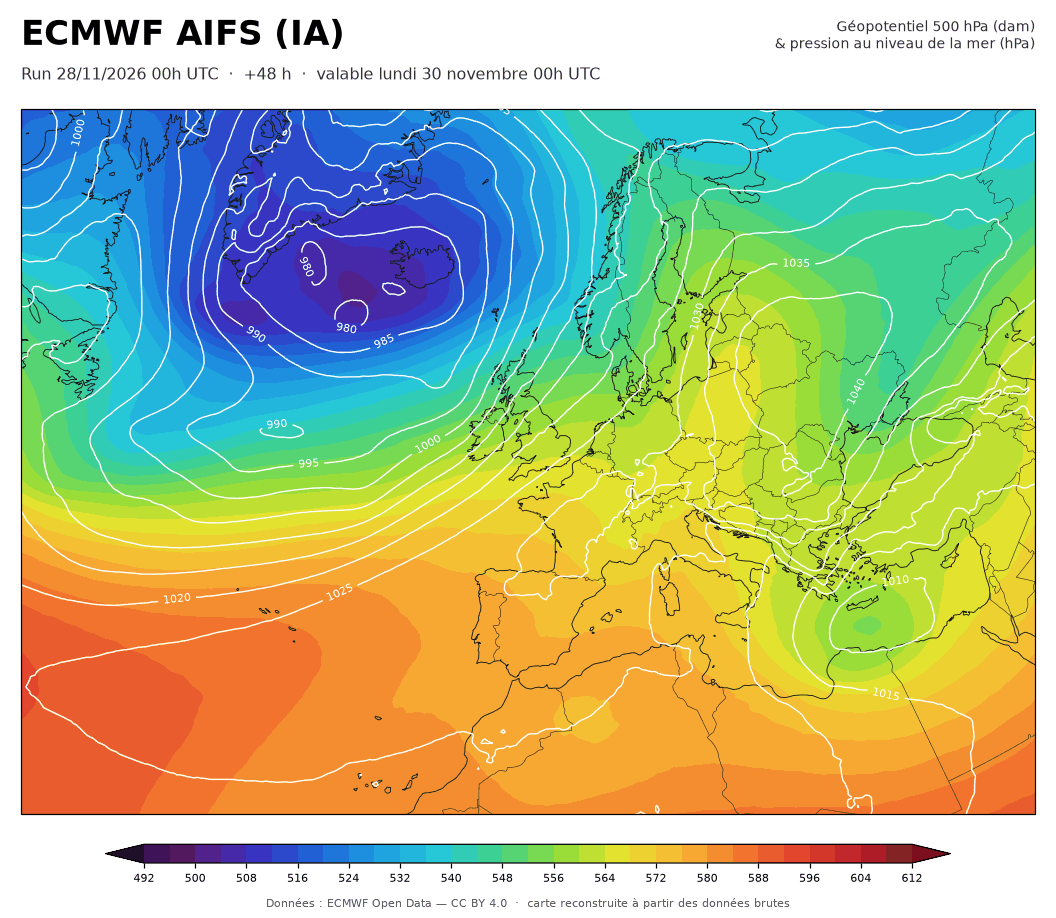 ECMWF AIFS (IA)
Géopotentiel 500 hPa (dam)
& pression au niveau de la mer (hPa)
Run 28/11/2026 00h UTC · +48 h · valable lundi 30 novembre 00h UTC
1000
980
980
985
990
990
995
1000
1020
1025
1030
1035
1040
1010
1015
492 500 508 516 524 532 540 548 556 564 572 580 588 596 604 612
Données : ECMWF Open Data — CC BY 4.0 · carte reconstruite à partir des données brutes